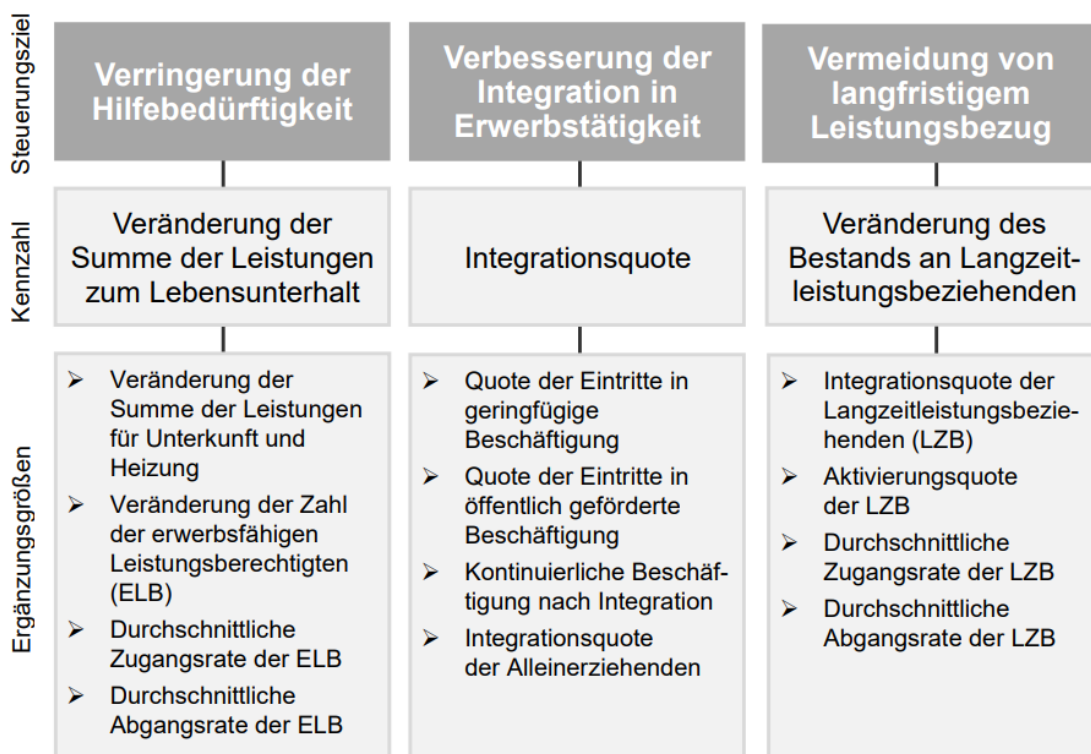 Steuerungsziel
Verringerung der
Hilfebedürftigkeit
Verbesserung der
Integration in
Erwerbstätigkeit
Vermeidung von
langfristigem
Leistungsbezug
Kennzahl
Veränderung der
Summe der Leistungen
zum Lebensunterhalt
Integrationsquote
Veränderung des
Bestands an Langzeit-
leistungsbeziehenden
Ergänzungsgrößen
➢ Veränderung der
Summe der Leistungen
für Unterkunft und
Heizung
➢ Veränderung der Zahl
der erwerbsfähigen
Leistungsberechtigten
(ELB)
➢ Durchschnittliche
Zugangsrate der ELB
➢ Durchschnittliche
Abgangsrate der ELB
➢ Quote der Eintritte in
geringfügige
Beschäftigung
➢ Quote der Eintritte in
öffentlich geförderte
Beschäftigung
➢ Kontinuierliche Beschäf-
tigung nach Integration
➢ Integrationsquote
der Alleinerziehenden
➢ Integrationsquote der
Langzeitleistungsbezie-
henden (LZB)
➢ Aktivierungsquote
der LZB
➢ Durchschnittliche
Zugangsrate der LZB
➢ Durchschnittliche
Abgangsrate der LZB